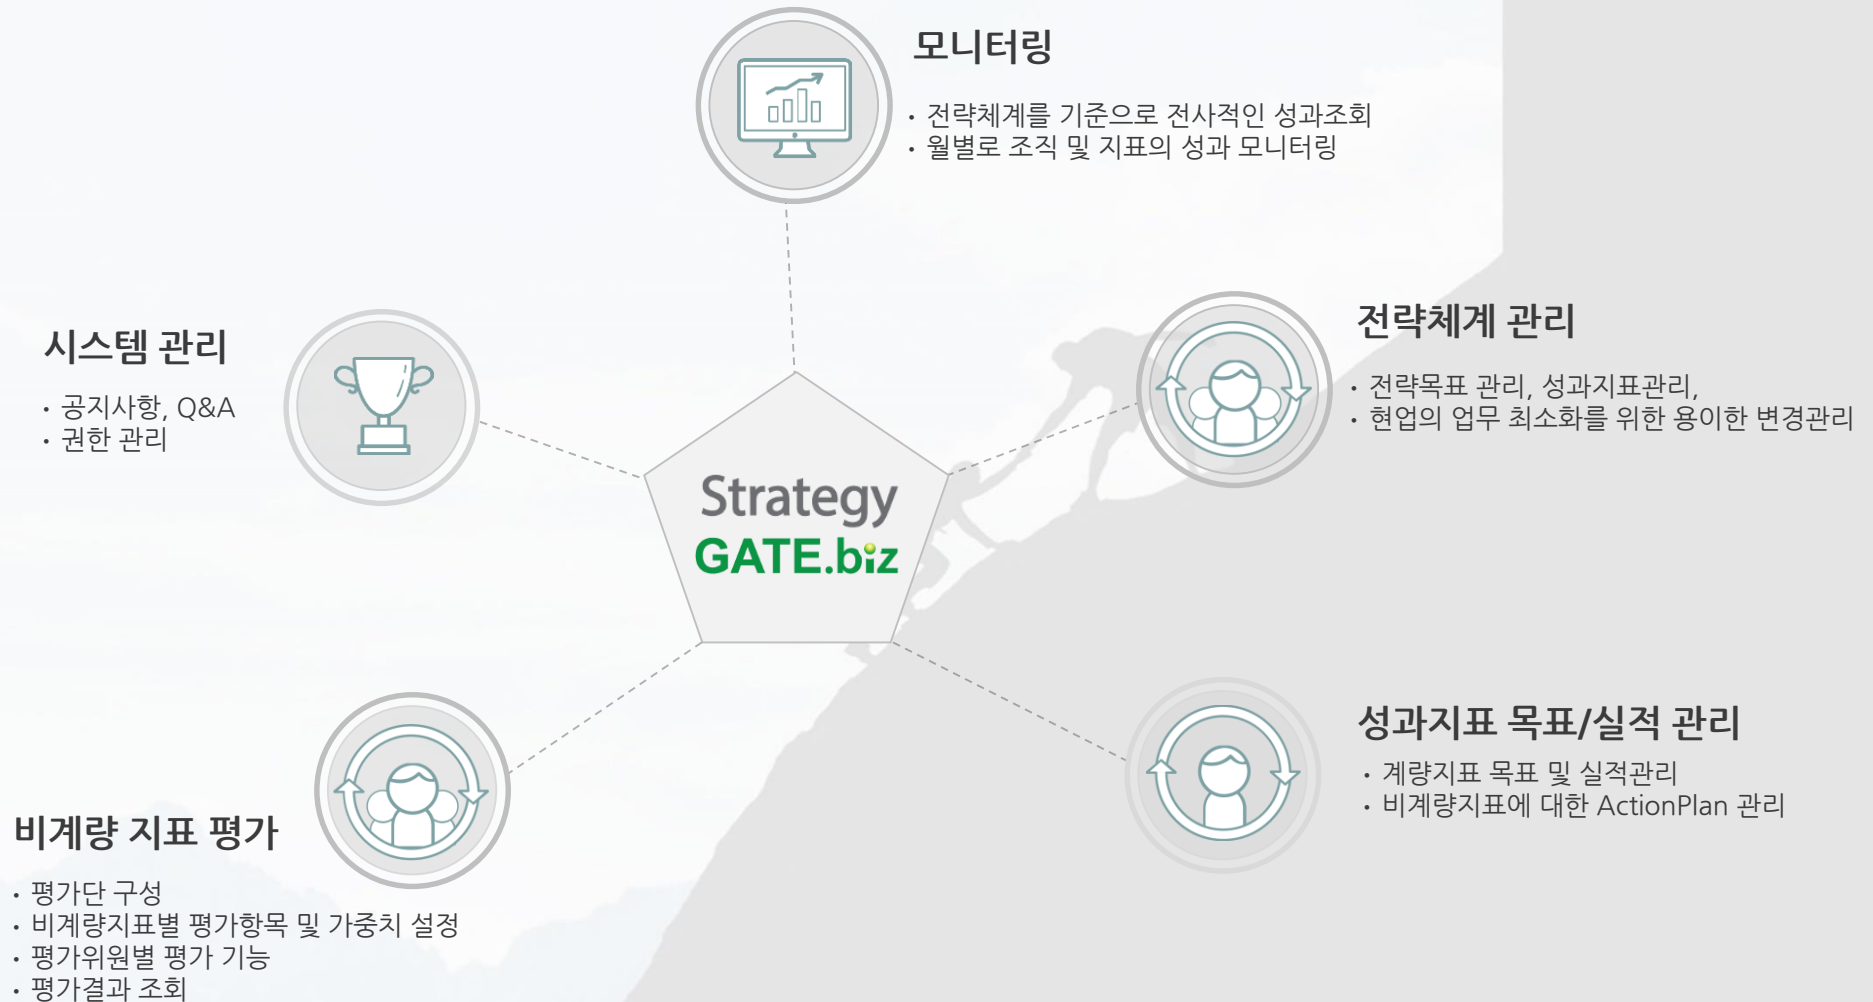 모니터링
• 전략체계를 기준으로 전사적인 성과조회
• 월별로 조직 및 지표의 성과 모니터링
시스템 관리
• 공지사항, Q&A
• 권한 관리
전략체계 관리
• 전략목표 관리, 성과지표관리,
• 현업의 업무 최소화를 위한 용이한 변경관리
Strategy
GATE.biz
비계량 지표 평가
• 평가단 구성
• 비계량지표별 평가항목 및 가중치 설정
• 평가위원별 평가 기능
• 평가결과 조회
성과지표 목표/실적 관리
• 계량지표 목표 및 실적관리
• 비계량지표에 대한 ActionPlan 관리